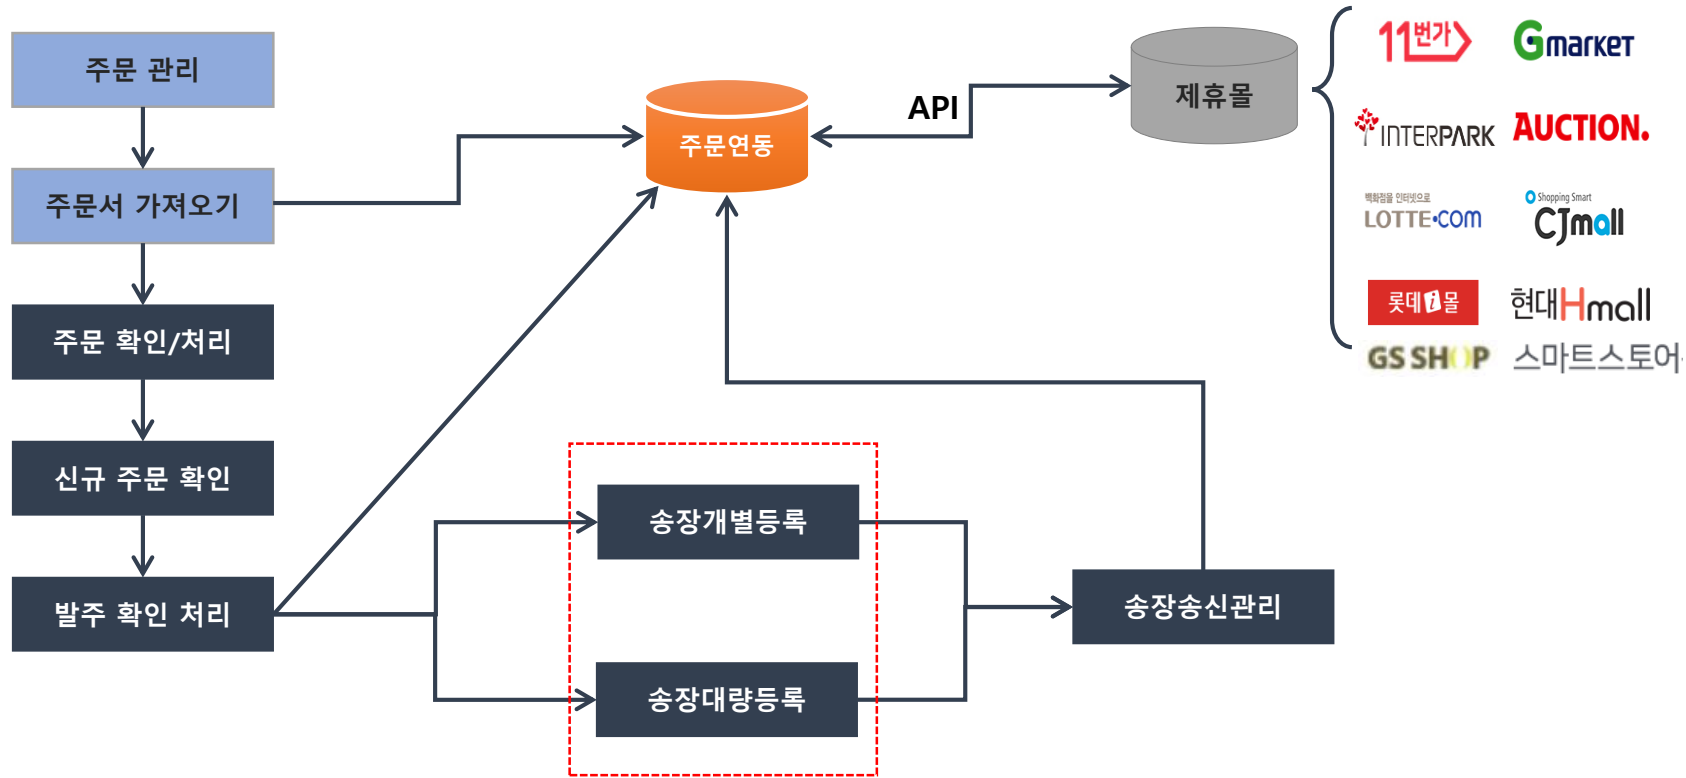 주문 관리
주문서 가져오기
주문 확인/처리
신규 주문 확인
발주 확인 처리
주문연동
API
제휴몰
송장개별등록
송장대량등록
송장송신관리
11번가
Gmarket
INTERPARK
AUCTION.
백화점몰 인터넷으로
LOTTE.COM
Shopping Smart
CJmall
롯데i몰
현대Hmall
GS SHOP
스마트스토어